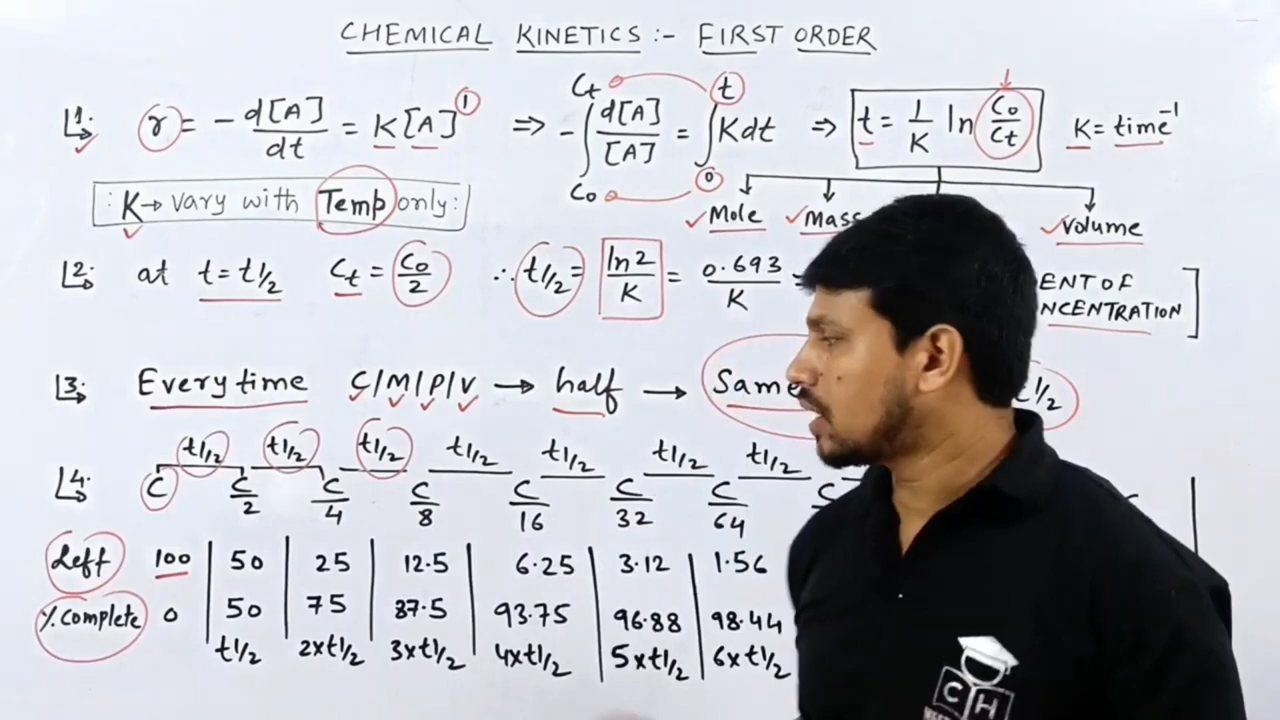 CHEMICAL KINETICS :- FIRST ORDER
L1: r = - d[A]/dt = K[A]^1 ⇒ - ∫_{C0}^{Ct} d[A]/[A] = ∫_0^t Kdt ⇒ t = 1/K ln C0/Ct K = time^-1
: K → vary with Temp only :
Mole Mass Volume
L2: at t = t1/2 Ct = C0/2 ∴ t1/2 = ln2/K = 0.693/K =
ENT OF
NCENTRATION
L3: Everytime C/M/P/V → half → Same 1/2
t1/2 t1/2 t1/2 t1/2 t1/2 t1/2 t1/2
L4: C C/2 C/4 C/8 C/16 C/32 C/64
Left 100 50 25 12.5 6.25 3.12 1.56
%.Complete 0 50 75 87.5 93.75 96.88 98.44
t1/2 2xt1/2 3xt1/2 4xt1/2 5xt1/2 6xt1/2
C H